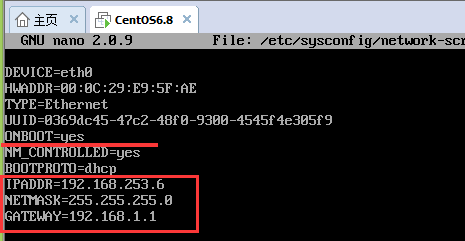 主页
CentOS6.8
GNU nano 2.0.9 File: /etc/sysconfig/network-scr
DEVICE=eth0
HWADDR=00:0C:29:E9:5F:AE
TYPE=Ethernet
UUID=0369dc45-47c2-48f0-9300-4545f4e305f9
ONBOOT=yes
NM_CONTROLLED=yes
BOOTPROTO=dhcp
IPADDR=192.168.253.6
NETMASK=255.255.255.0
GATEWAY=192.168.1.1